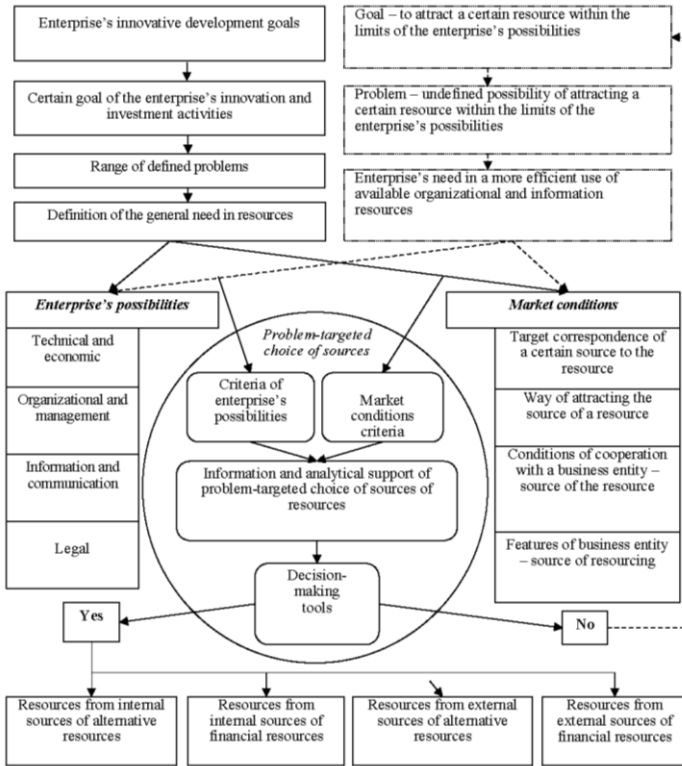 Enterprise's innovative development goals
Certain goal of the enterprise's innovation and
investment activities
Range of defined problems
Definition of the general need in resources
Goal – to attract a certain resource within the
limits of the enterprise's possibilities
Problem – undefined possibility of attracting a
certain resource within the limits of the
enterprise's possibilities
Enterprise's need in a more efficient use of
available organizational and information
resources
Enterprise's possibilities
Technical and
economic
Organizational and
management
Information and
communication
Legal
Problem-targeted
choice of sources
Criteria of
enterprise's
possibilities
Market
conditions
criteria
Information and analytical support of
problem-targeted choice of sources of
resources
Decision-
making
tools
Market conditions
Target correspondence of
a certain source to the
resource
Way of attracting the
source of a resource
Conditions of cooperation
with a business entity –
source of the resource
Features of business entity
– source of resourcing
Yes
No
Resources from internal
sources of alternative
resources
Resources from
internal sources of
financial resources
Resources from external
sources of alternative
resources
Resources from
external sources of
financial resources